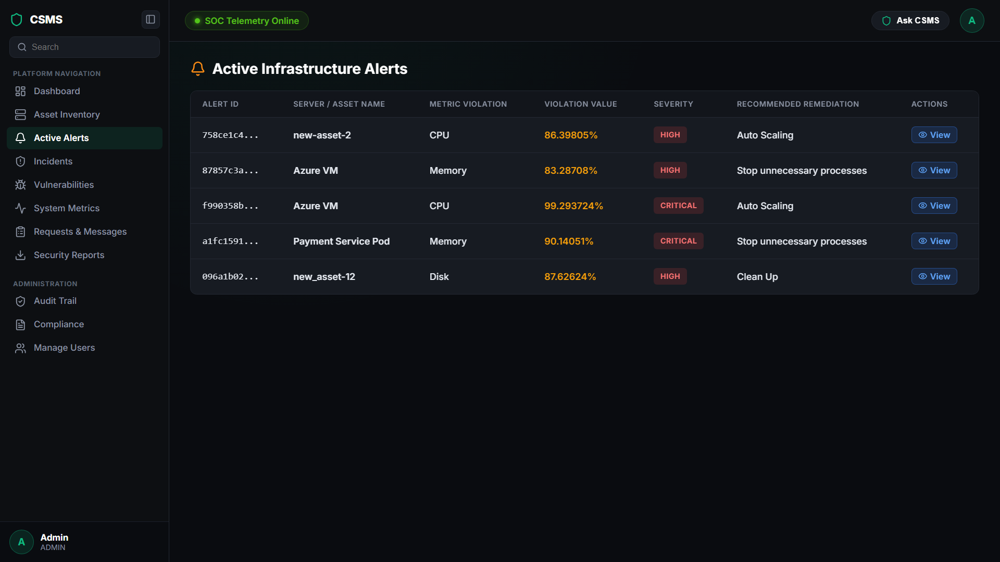 CSMS
Search
PLATFORM NAVIGATION
Dashboard
Asset Inventory
Active Alerts
Incidents
Vulnerabilities
System Metrics
Requests & Messages
Security Reports
ADMINISTRATION
Audit Trail
Compliance
Manage Users
A
Admin
ADMIN
SOC Telemetry Online
Ask CSMS
A
Active Infrastructure Alerts
ALERT ID SERVER / ASSET NAME METRIC VIOLATION VIOLATION VALUE SEVERITY RECOMMENDED REMEDIATION ACTIONS
758ce1c4... new-asset-2 CPU 86.39805% HIGH Auto Scaling View
87857c3a... Azure VM Memory 83.28708% HIGH Stop unnecessary processes View
f990358b... Azure VM CPU 99.293724% CRITICAL Auto Scaling View
a1fc1591... Payment Service Pod Memory 90.14051% CRITICAL Stop unnecessary processes View
096a1b02... new_asset-12 Disk 87.62624% HIGH Clean Up View